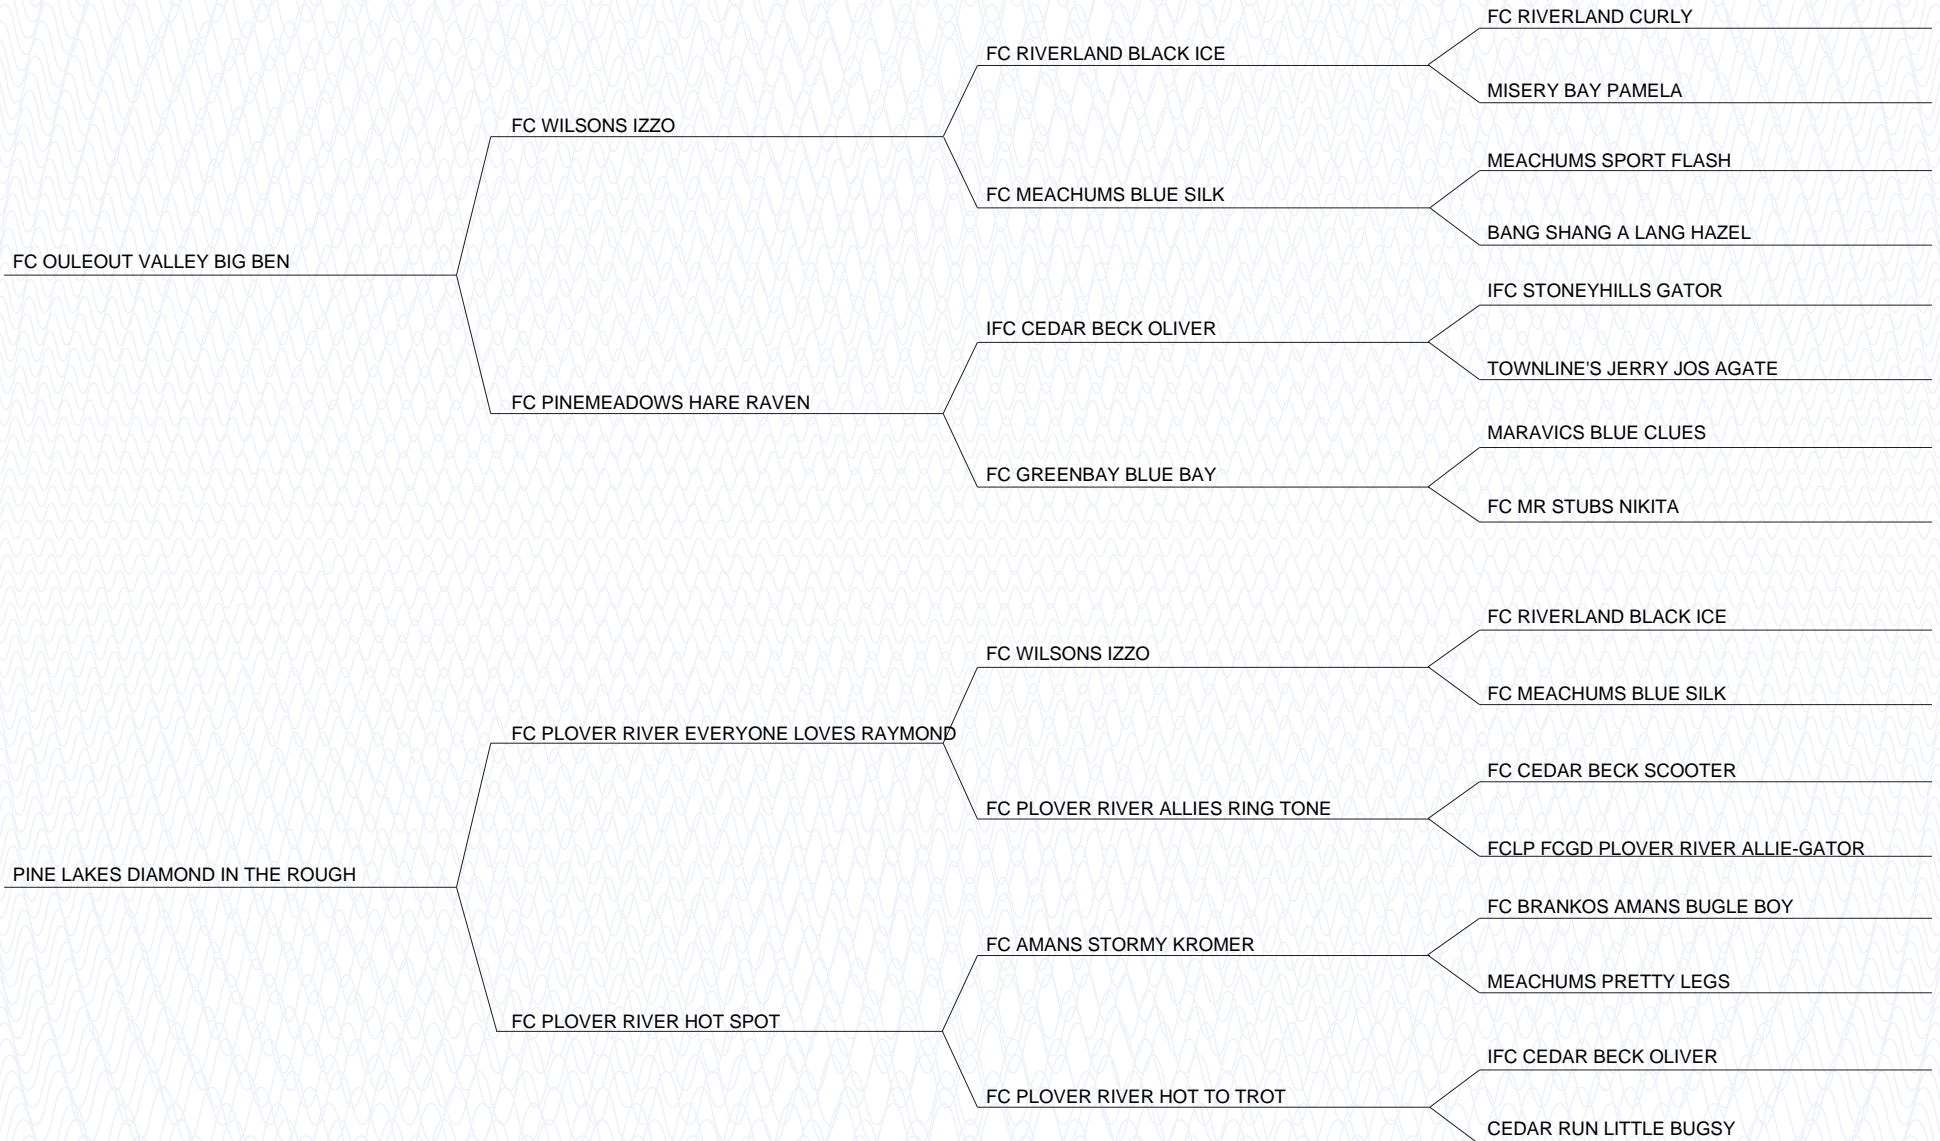 FC RIVERLAND CURLY
FC RIVERLAND BLACK ICE
MISERY BAY PAMELA
FC WILSONS IZZO
MEACHUMS SPORT FLASH
FC MEACHUMS BLUE SILK
BANG SHANG A LANG HAZEL
FC OULEOUT VALLEY BIG BEN
IFC STONEYHILLS GATOR
IFC CEDAR BECK OLIVER
TOWNLINE'S JERRY JOS AGATE
FC PINEMEADOWS HARE RAVEN
MARAVICS BLUE CLUES
FC GREENBAY BLUE BAY
FC MR STUBS NIKITA
FC RIVERLAND BLACK ICE
FC WILSONS IZZO
FC MEACHUMS BLUE SILK
FC PLOVER RIVER EVERYONE LOVES RAYMOND
FC CEDAR BECK SCOOTER
FC PLOVER RIVER ALLIES RING TONE
FCLP FCGD PLOVER RIVER ALLIE-GATOR
PINE LAKES DIAMOND IN THE ROUGH
FC BRANKOS AMANS BUGLE BOY
FC AMANS STORMY KROMER
MEACHUMS PRETTY LEGS
FC PLOVER RIVER HOT SPOT
IFC CEDAR BECK OLIVER
FC PLOVER RIVER HOT TO TROT
CEDAR RUN LITTLE BUGSY